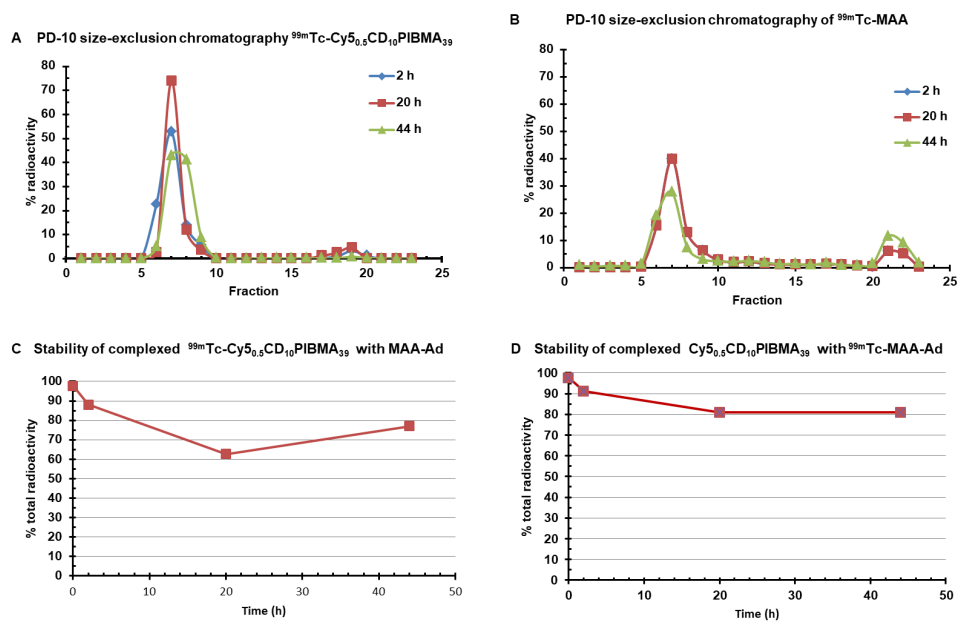 A PD-10 size-exclusion chromatography ⁹⁹ᵐTc-Cy5₀.₅CD₁₀PIBMA₃₉
% radioactivity
80
70
60
50
40
30
20
10
0
0 5 10 15 20 25
Fraction
2 h
20 h
44 h
B PD-10 size-exclusion chromatography of ⁹⁹ᵐTc-MAA
% radioactivity
80
70
60
50
40
30
20
10
0
0 5 10 15 20 25
Fraction
2 h
20 h
44 h
C Stability of complexed ⁹⁹ᵐTc-Cy5₀.₅CD₁₀PIBMA₃₉ with MAA-Ad
% total radioactivity
100
90
80
70
60
50
40
30
20
10
0
0 10 20 30 40 50
Time (h)
D Stability of complexed Cy5₀.₅CD₁₀PIBMA₃₉ with ⁹⁹ᵐTc-MAA-Ad
% total radioactivity
100
90
80
70
60
50
40
30
20
10
0
0 10 20 30 40 50
Time (h)